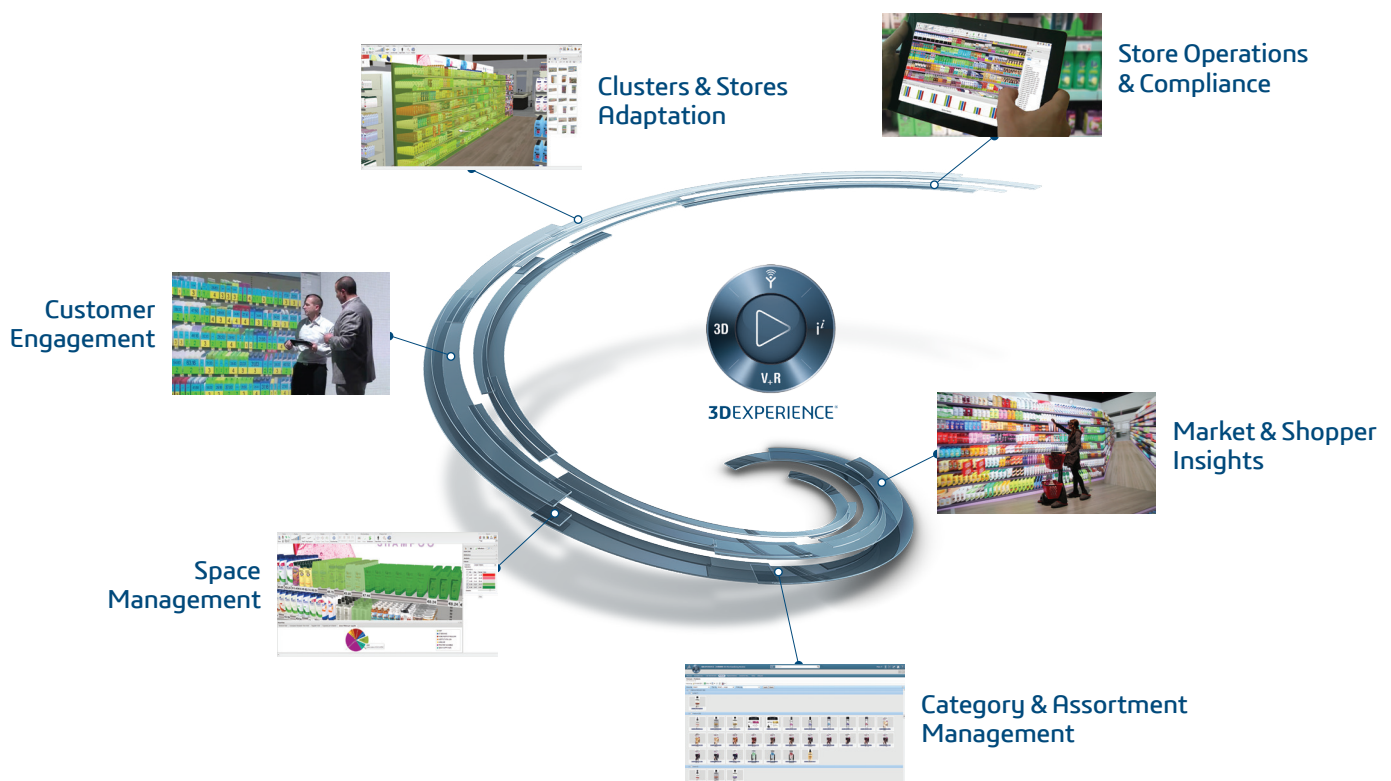 Clusters & Stores
Adaptation
Store Operations
& Compliance
Customer
Engagement
3D
i²
V+R
3DEXPERIENCE®
Market & Shopper
Insights
SHAMPOO
Space
Management
Category & Assortment
Management